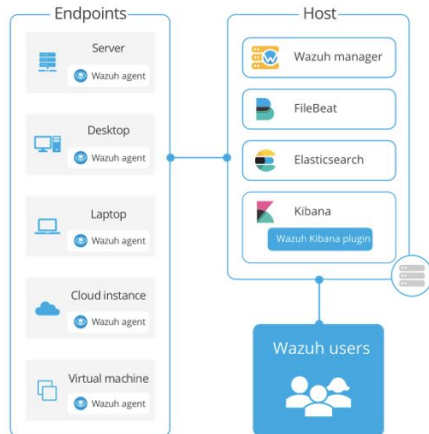 Endpoints
Server
Wazuh agent
Desktop
Wazuh agent
Laptop
Wazuh agent
Cloud instance
Wazuh agent
Virtual machine
Wazuh agent
Host
Wazuh manager
FileBeat
Elasticsearch
Kibana
Wazuh Kibana plugin
Wazuh users